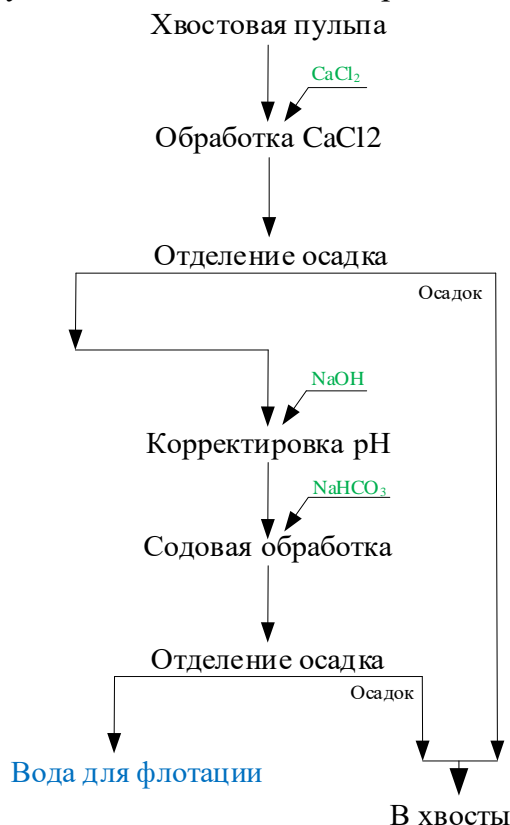 Хвостовая пульпа
CaCl₂
Обработка CaCl2
Отделение осадка
Осадок
NaOH
Корректировка pH
NaHCO₃
Содовая обработка
Отделение осадка
Осадок
Вода для флотации
В хвосты